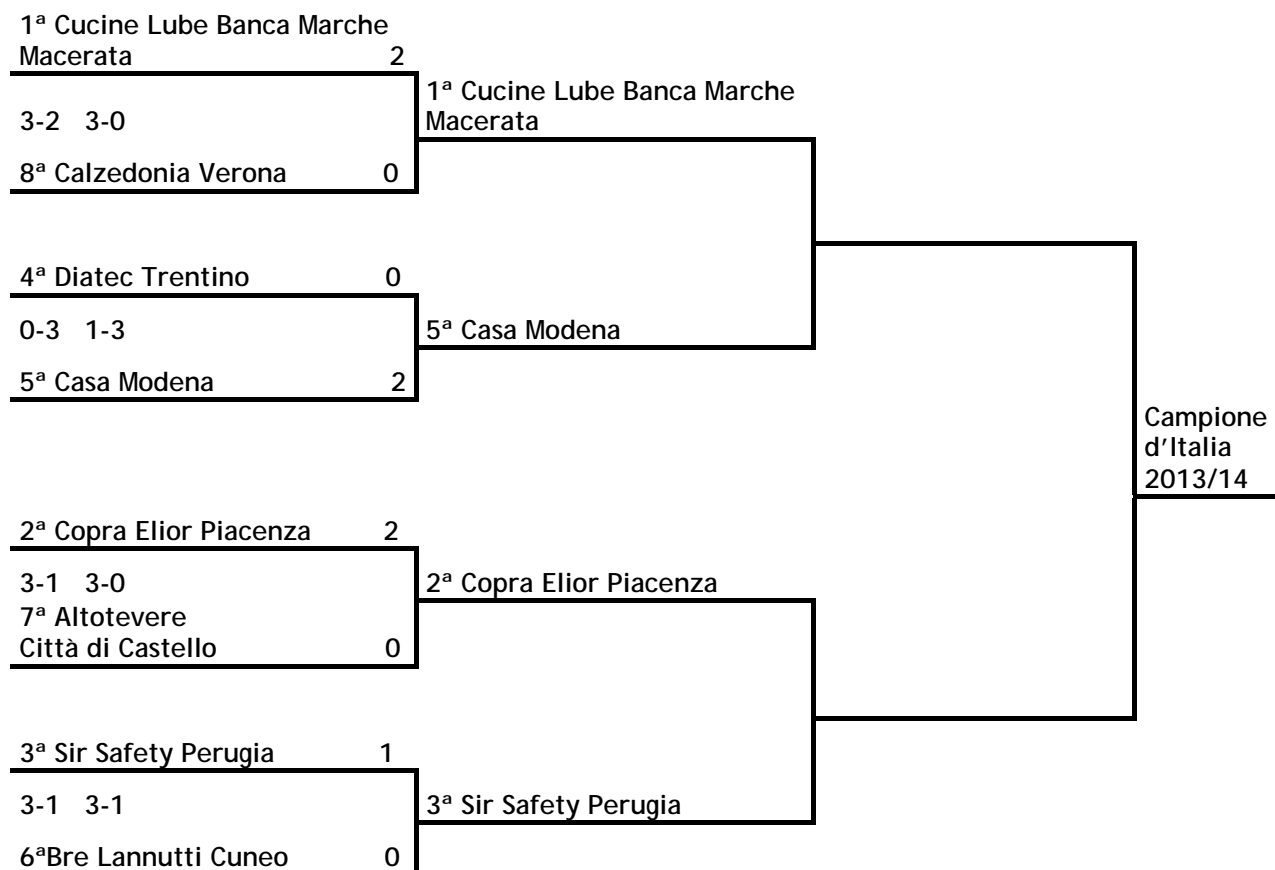 1ª Cucine Lube Banca Marche
Macerata 2
3-2 3-0
8ª Calzedonia Verona 0
1ª Cucine Lube Banca Marche
Macerata
4ª Diatec Trentino 0
0-3 1-3
5ª Casa Modena 2
5ª Casa Modena
2ª Copra Elior Piacenza 2
3-1 3-0
7ª Altotevere
Città di Castello 0
2ª Copra Elior Piacenza
3ª Sir Safety Perugia 1
3-1 3-1
6ªBre Lannutti Cuneo 0
3ª Sir Safety Perugia
Campione
d’Italia
2013/14